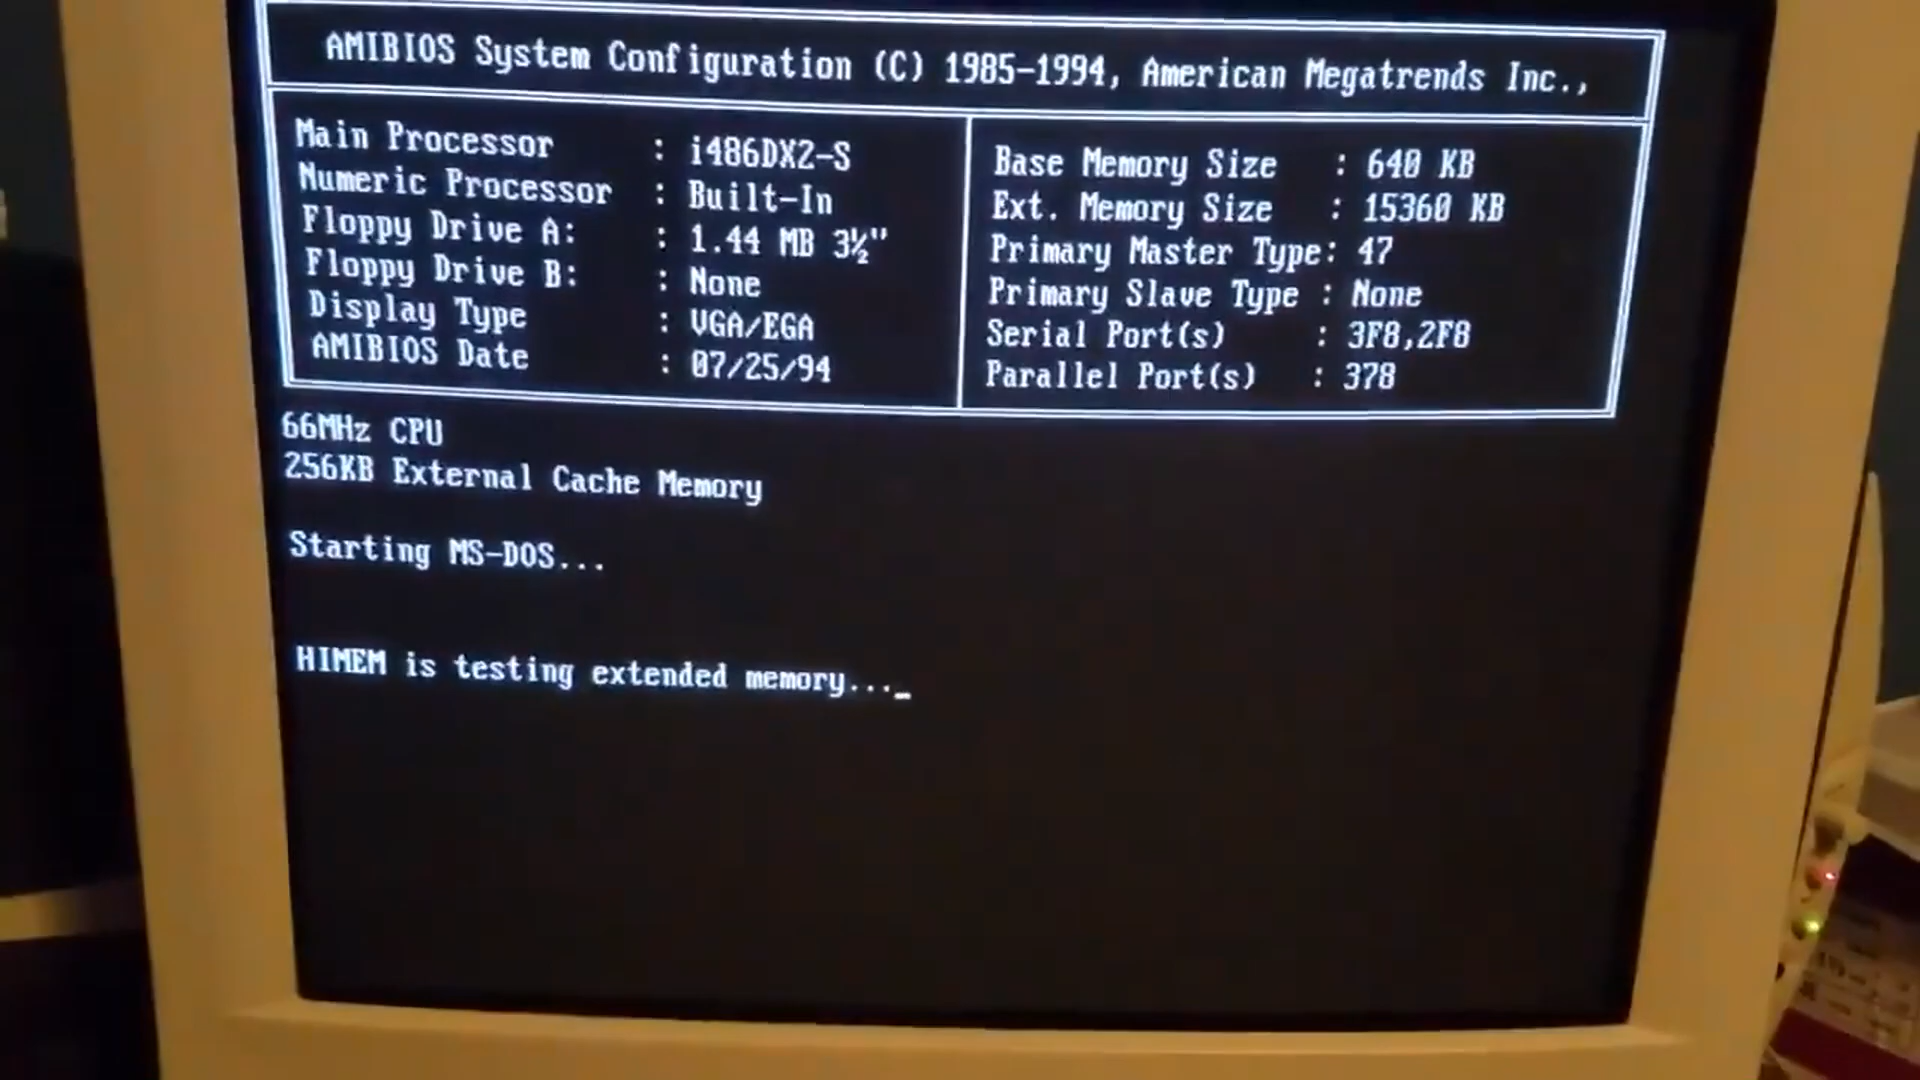 AMIBIOS System Configuration (C) 1985-1994, American Megatrends Inc.,
Main Processor : i486DX2-S
Numeric Processor : Built-In
Floppy Drive A: : 1.44 MB 3½"
Floppy Drive B: : None
Display Type : VGA/EGA
AMIBIOS Date : 07/25/94
Base Memory Size : 640 KB
Ext. Memory Size : 15360 KB
Primary Master Type: 47
Primary Slave Type : None
Serial Port(s) : 3F8,2F8
Parallel Port(s) : 378
66MHz CPU
256KB External Cache Memory
Starting MS-DOS...
HIMEM is testing extended memory..._